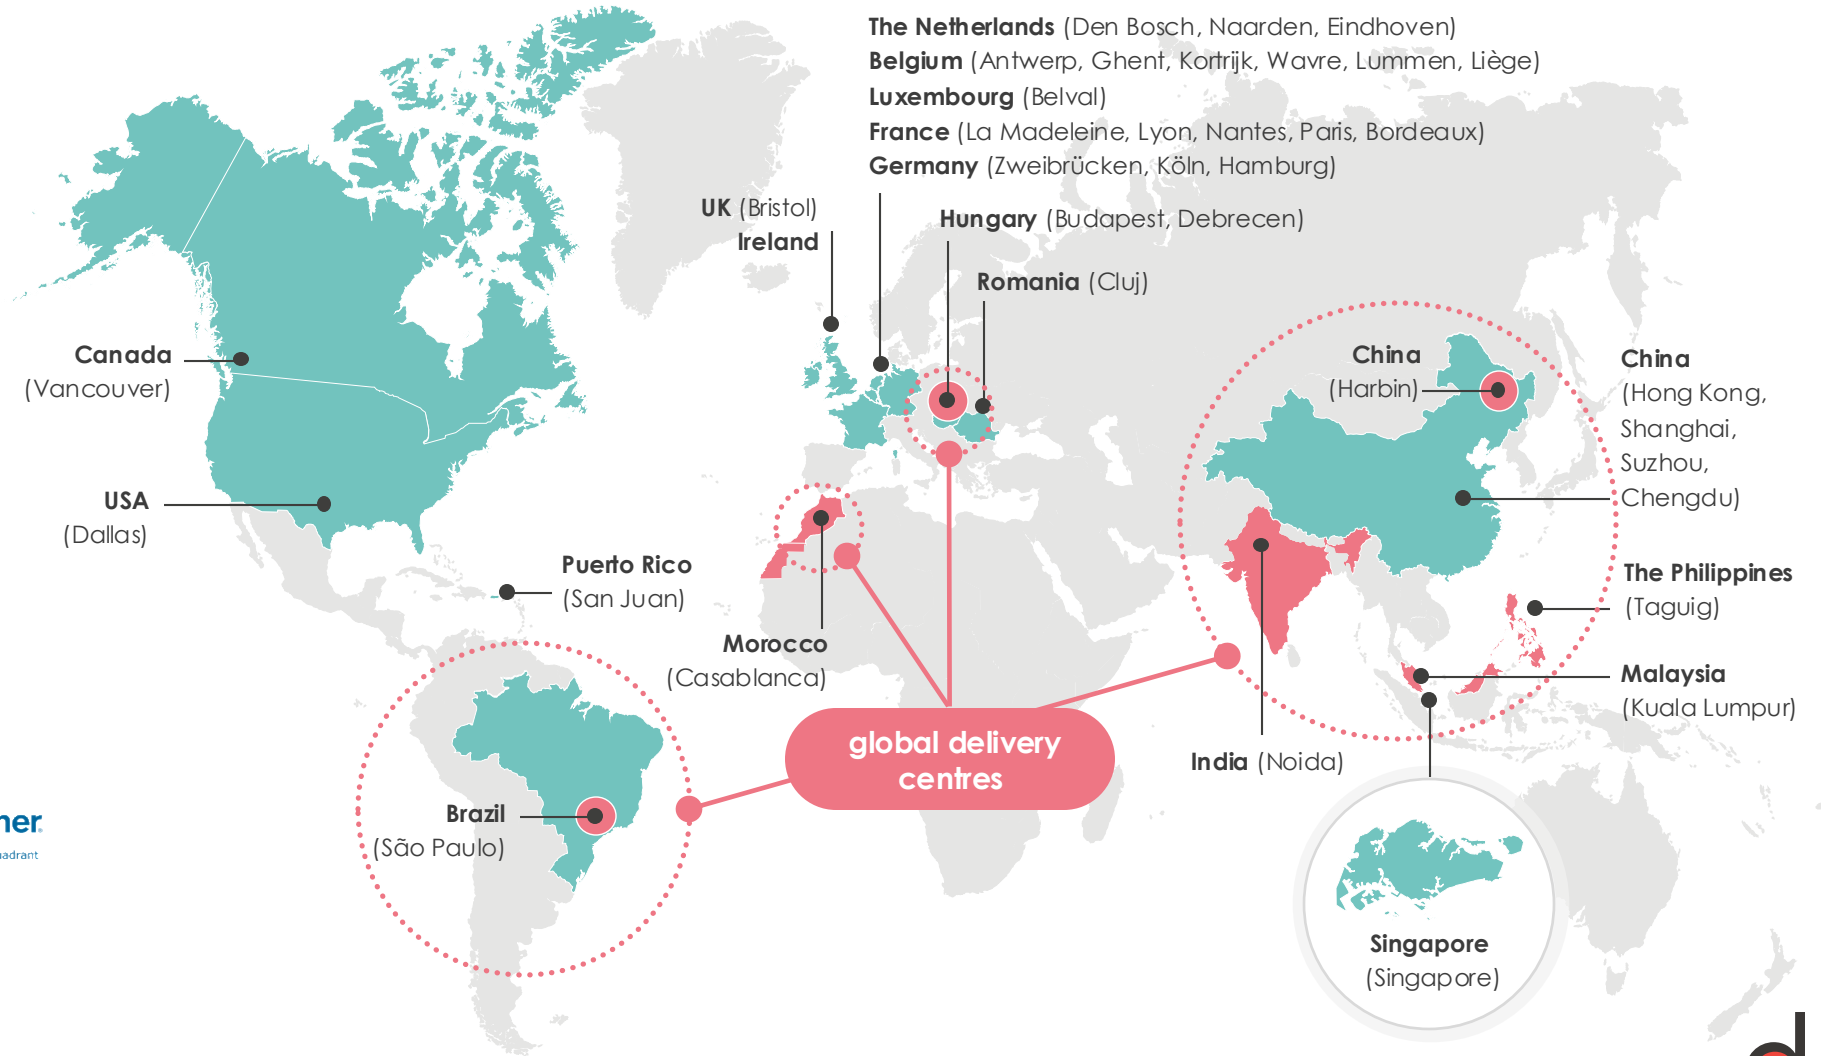 The Netherlands (Den Bosch, Naarden, Eindhoven)
Belgium (Antwerp, Ghent, Kortrijk, Wavre, Lummen, Liège)
Luxembourg (Belval)
France (La Madeleine, Lyon, Nantes, Paris, Bordeaux)
Germany (Zweibrücken, Köln, Hamburg)
UK (Bristol)
Ireland
Hungary (Budapest, Debrecen)
Romania (Cluj)
Canada
(Vancouver)
China
(Harbin)
China
(Hong Kong,
Shanghai,
Suzhou,
Chengdu)
USA
(Dallas)
Puerto Rico
(San Juan)
The Philippines
(Taguig)
Morocco
(Casablanca)
Malaysia
(Kuala Lumpur)
global delivery
centres
India (Noida)
Brazil
(São Paulo)
Singapore
(Singapore)